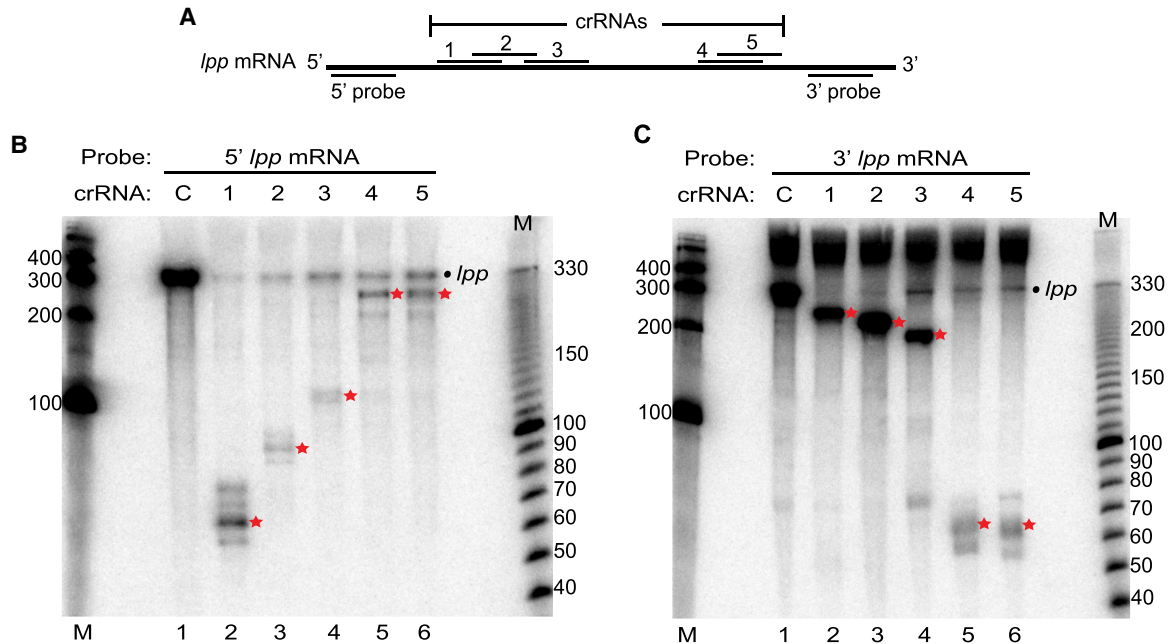 A
crRNAs
1 2 3 4 5
lpp mRNA 5’ 3’
5’ probe 3’ probe
B
Probe: 5’ lpp mRNA
crRNA: C 1 2 3 4 5
M
400
300
200
100
lpp
330
150
100
90
80
70
60
50
40
M 1 2 3 4 5 6
C
Probe: 3’ lpp mRNA
crRNA: C 1 2 3 4 5
M
400
300
200
100
lpp
330
200
150
100
90
80
70
60
50
40
M 1 2 3 4 5 6